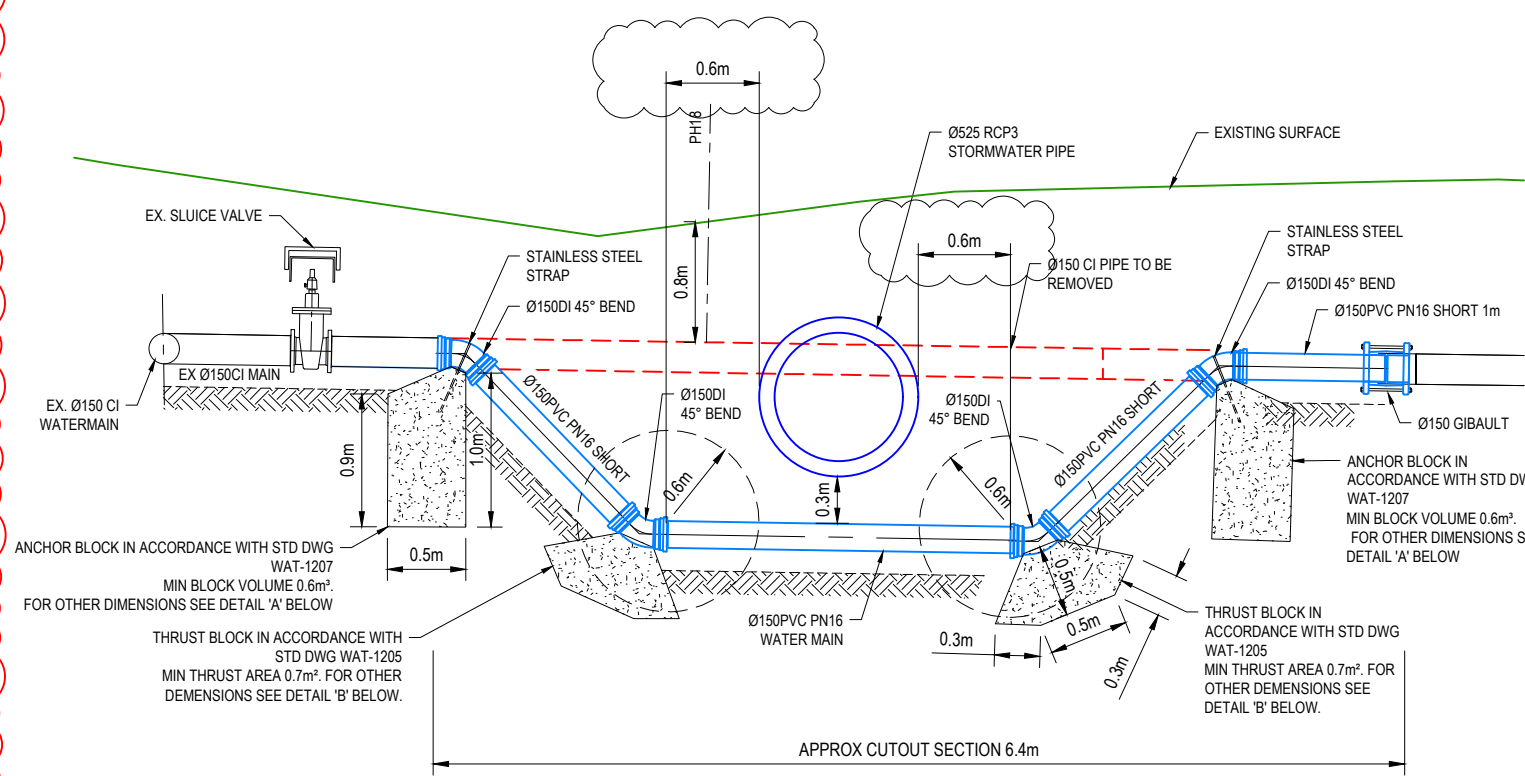 0.6m
PH18
Ø525 RCP3
STORMWATER PIPE
EXISTING SURFACE
EX. SLUICE VALVE
STAINLESS STEEL
STRAP
Ø150DI 45° BEND
0.8m
0.6m
Ø150 CI PIPE TO BE
REMOVED
STAINLESS STEEL
STRAP
Ø150DI 45° BEND
Ø150PVC PN16 SHORT 1m
EX Ø150CI MAIN
EX. Ø150 CI
WATERMAIN
0.9m
1.0m
Ø150PVC PN16 SHORT
Ø150DI
45° BEND
0.6m
0.3m
Ø150DI
45° BEND
0.6m
Ø150PVC PN16 SHORT
Ø150 GIBAULT
ANCHOR BLOCK IN
ACCORDANCE WITH STD DW
WAT-1207
MIN BLOCK VOLUME 0.6m³.
FOR OTHER DIMENSIONS S
DETAIL 'A' BELOW
ANCHOR BLOCK IN ACCORDANCE WITH STD DWG
WAT-1207
MIN BLOCK VOLUME 0.6m³.
FOR OTHER DIMENSIONS SEE DETAIL 'A' BELOW
0.5m
THRUST BLOCK IN ACCORDANCE WITH
STD DWG WAT-1205
MIN THRUST AREA 0.7m². FOR OTHER
DEMENSIONS SEE DETAIL 'B' BELOW.
Ø150PVC PN16
WATER MAIN
0.5m
0.3m
0.5m
0.3m
THRUST BLOCK IN
ACCORDANCE WITH STD DWG
WAT-1205
MIN THRUST AREA 0.7m². FOR
OTHER DEMENSIONS SEE
DETAIL 'B' BELOW.
APPROX CUTOUT SECTION 6.4m